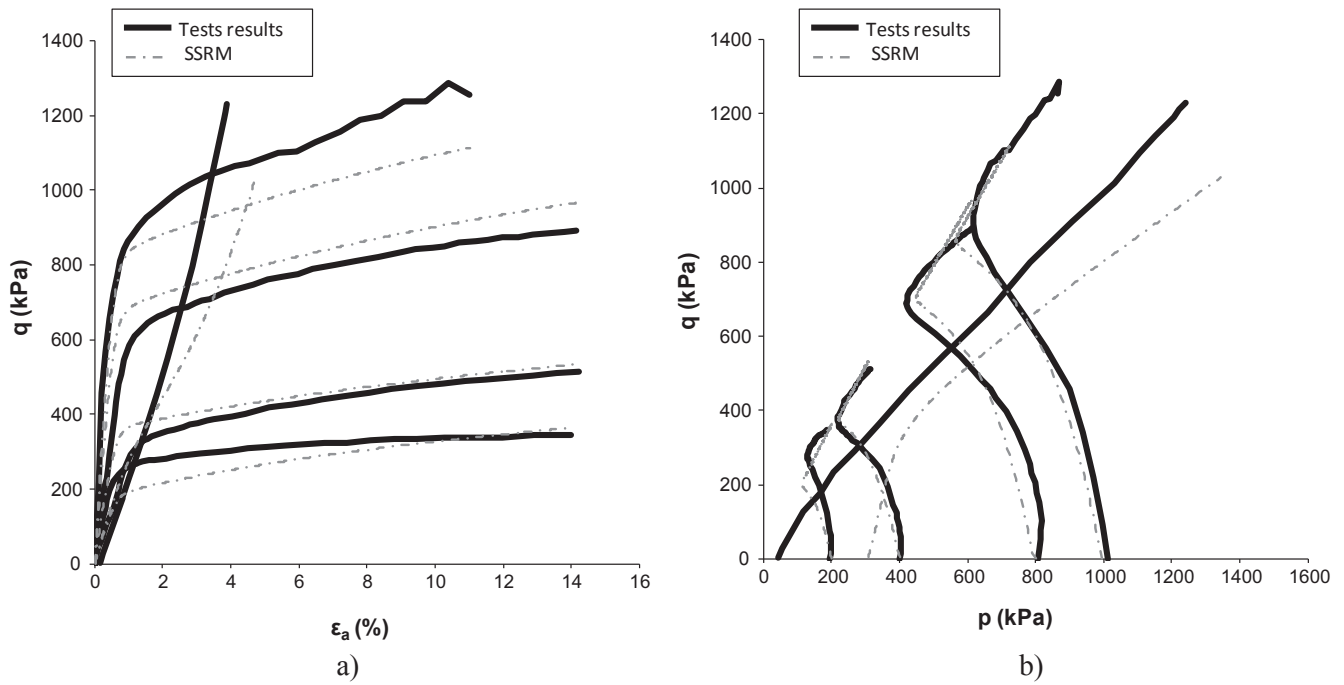 Tests results
SSRM
1400
1200
1000
800
600
400
200
0
q (kPa)
0 2 4 6 8 10 12 14 16
εa (%)
a)
Tests results
SSRM
1400
1200
1000
800
600
400
200
0
q (kPa)
0 200 400 600 800 1000 1200 1400 1600
p (kPa)
b)